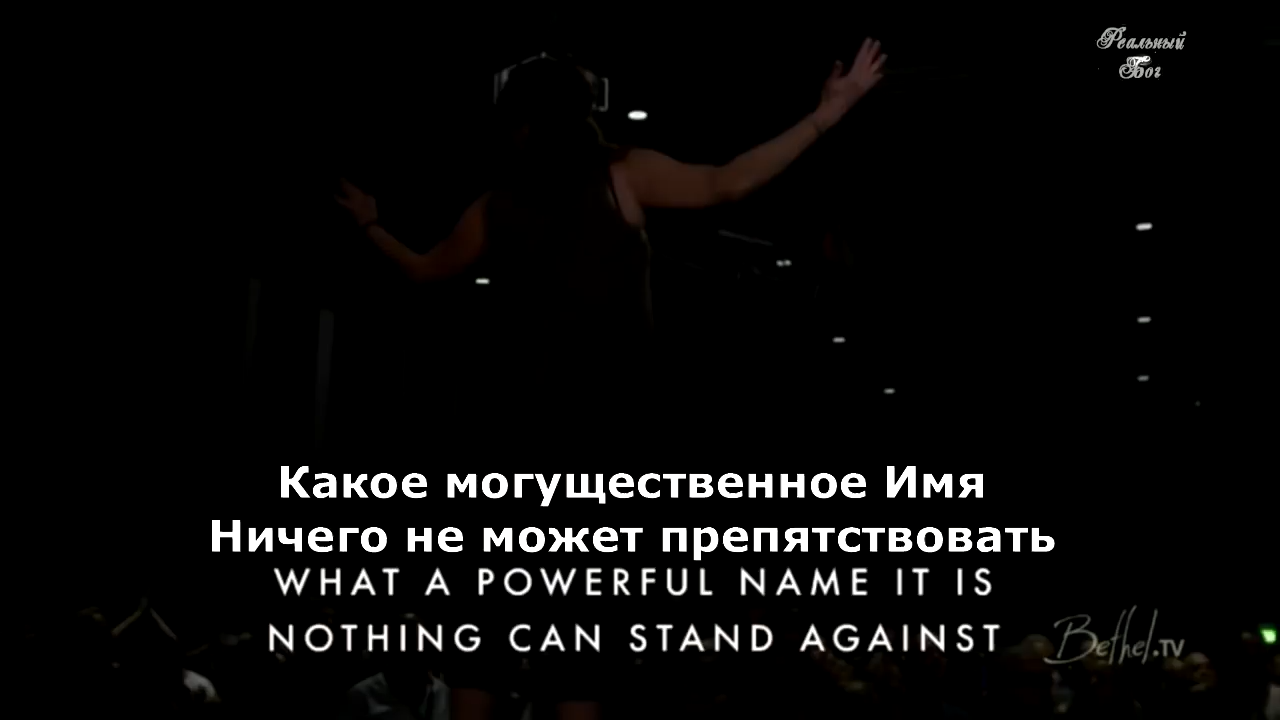 Реальный
Бог
Какое могущественное Имя
Ничего не может препятствовать
WHAT A POWERFUL NAME IT IS
NOTHING CAN STAND AGAINST
Bethel.TV